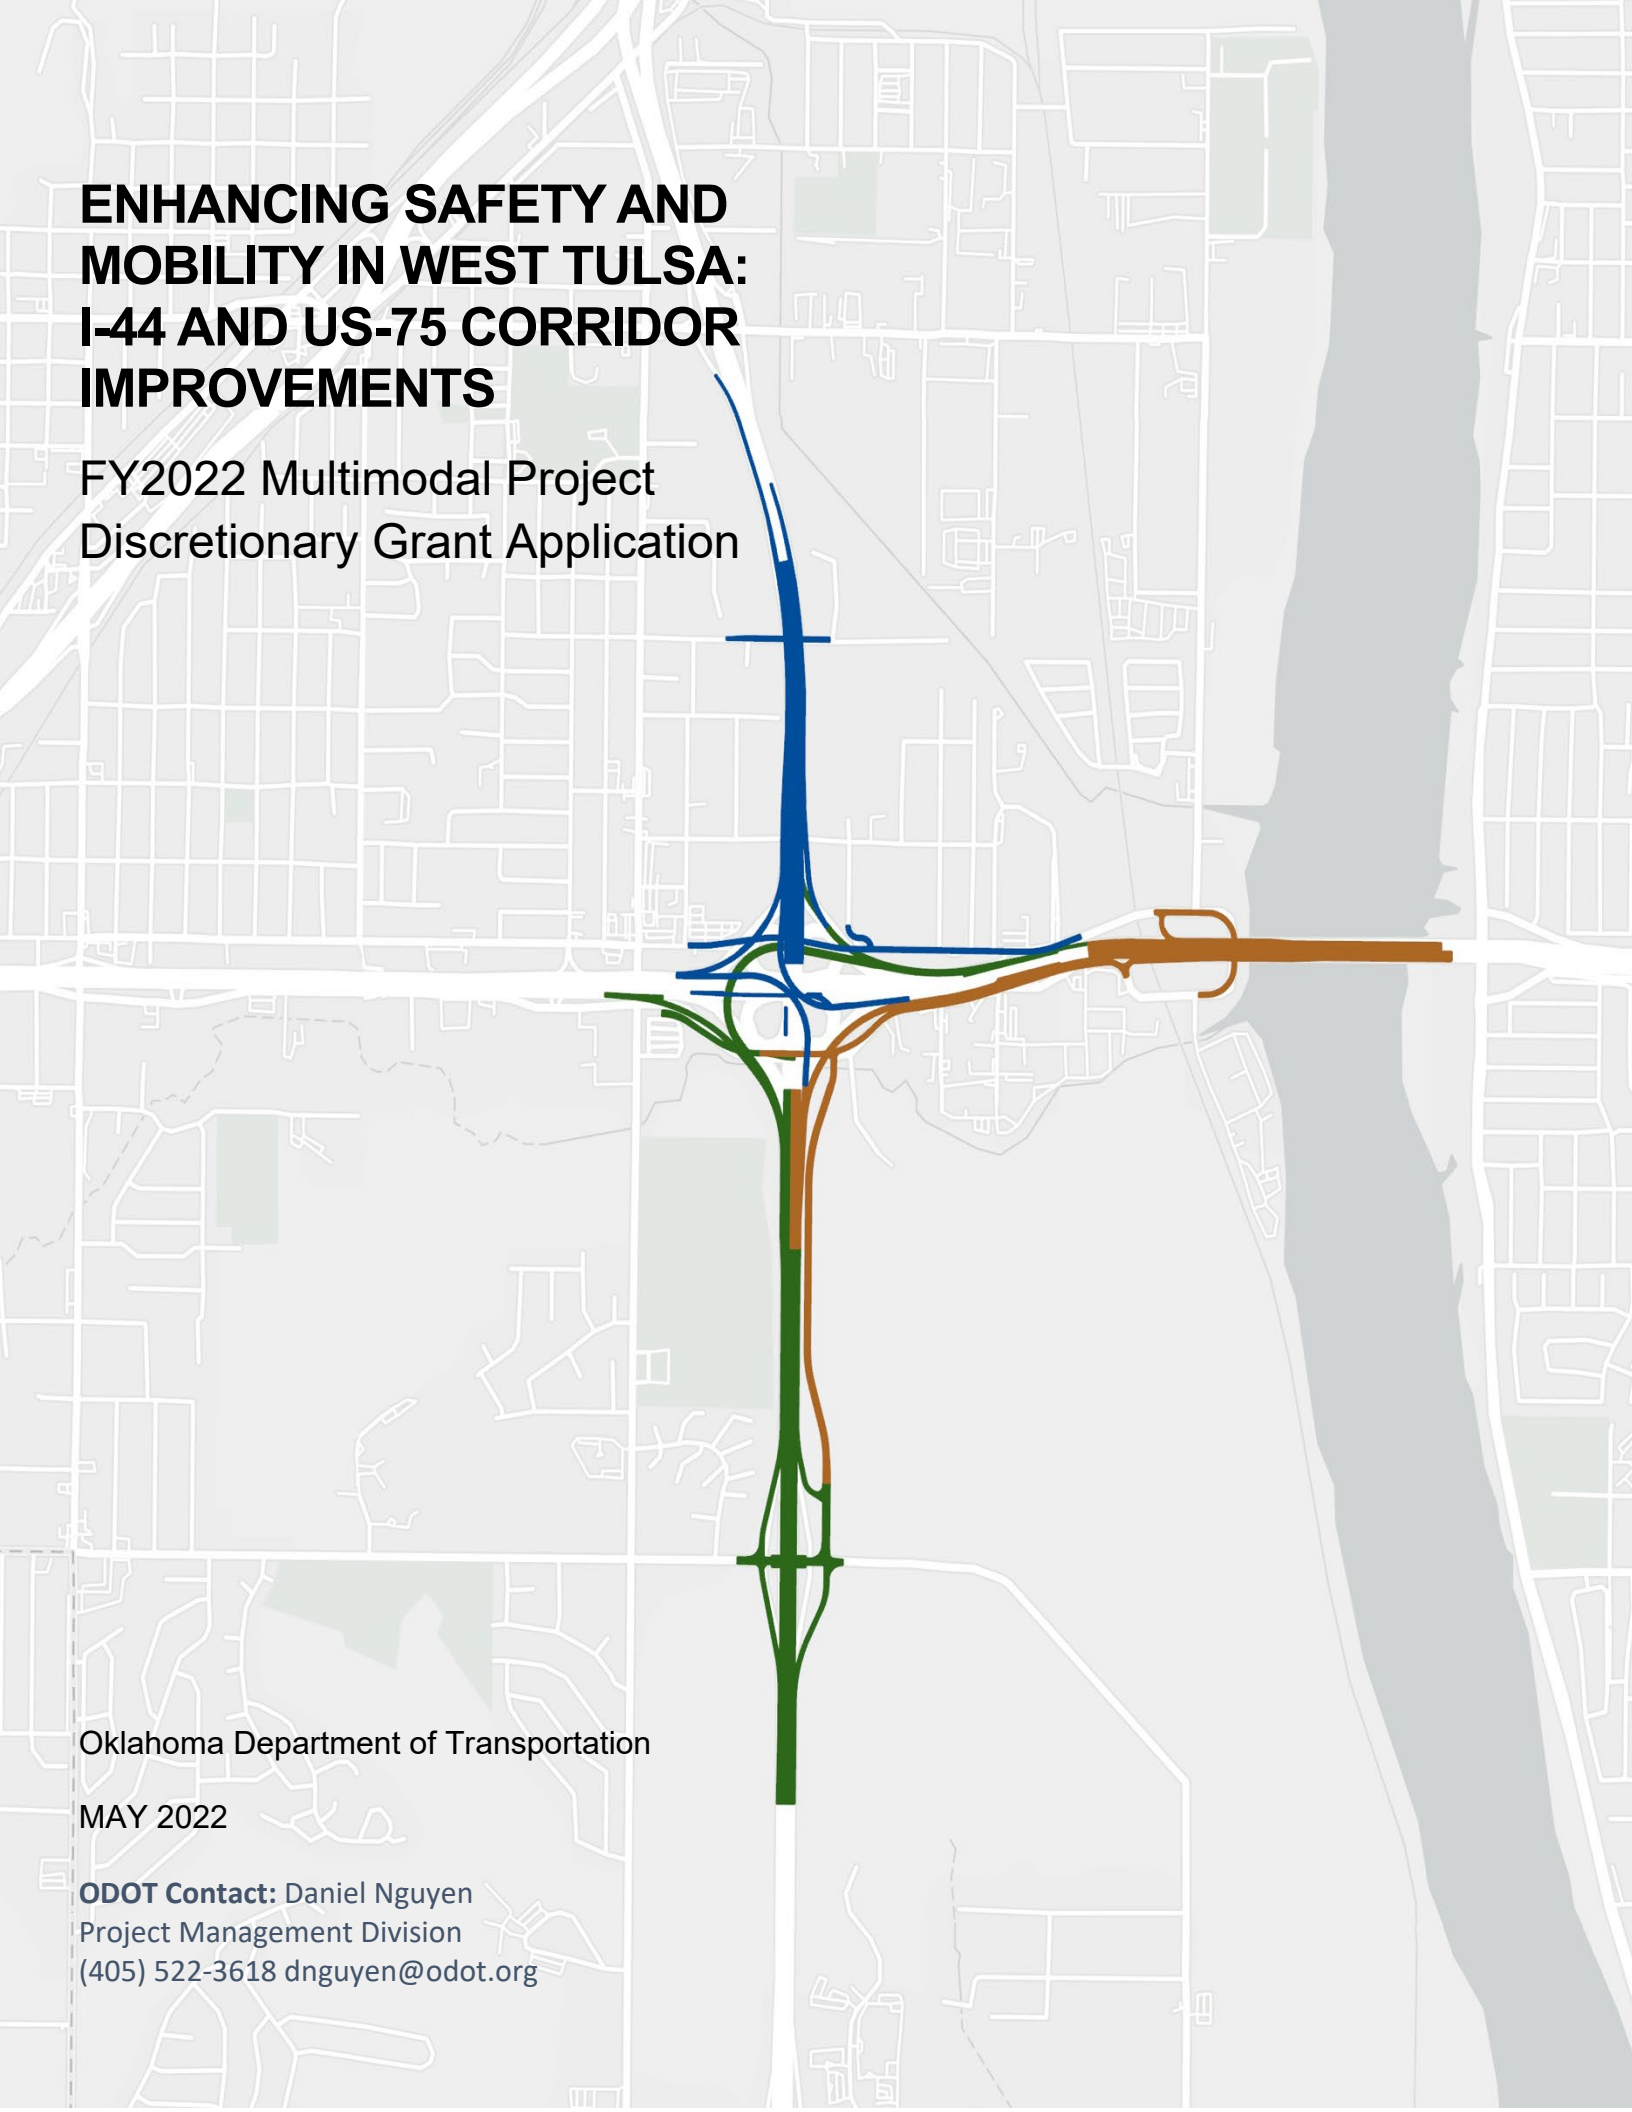 ENHANCING SAFETY AND
MOBILITY IN WEST TULSA:
I-44 AND US-75 CORRIDOR
IMPROVEMENTS
FY2022 Multimodal Project
Discretionary Grant Application
Oklahoma Department of Transportation
MAY 2022
ODOT Contact: Daniel Nguyen
Project Management Division
(405) 522-3618 dnguyen@odot.org